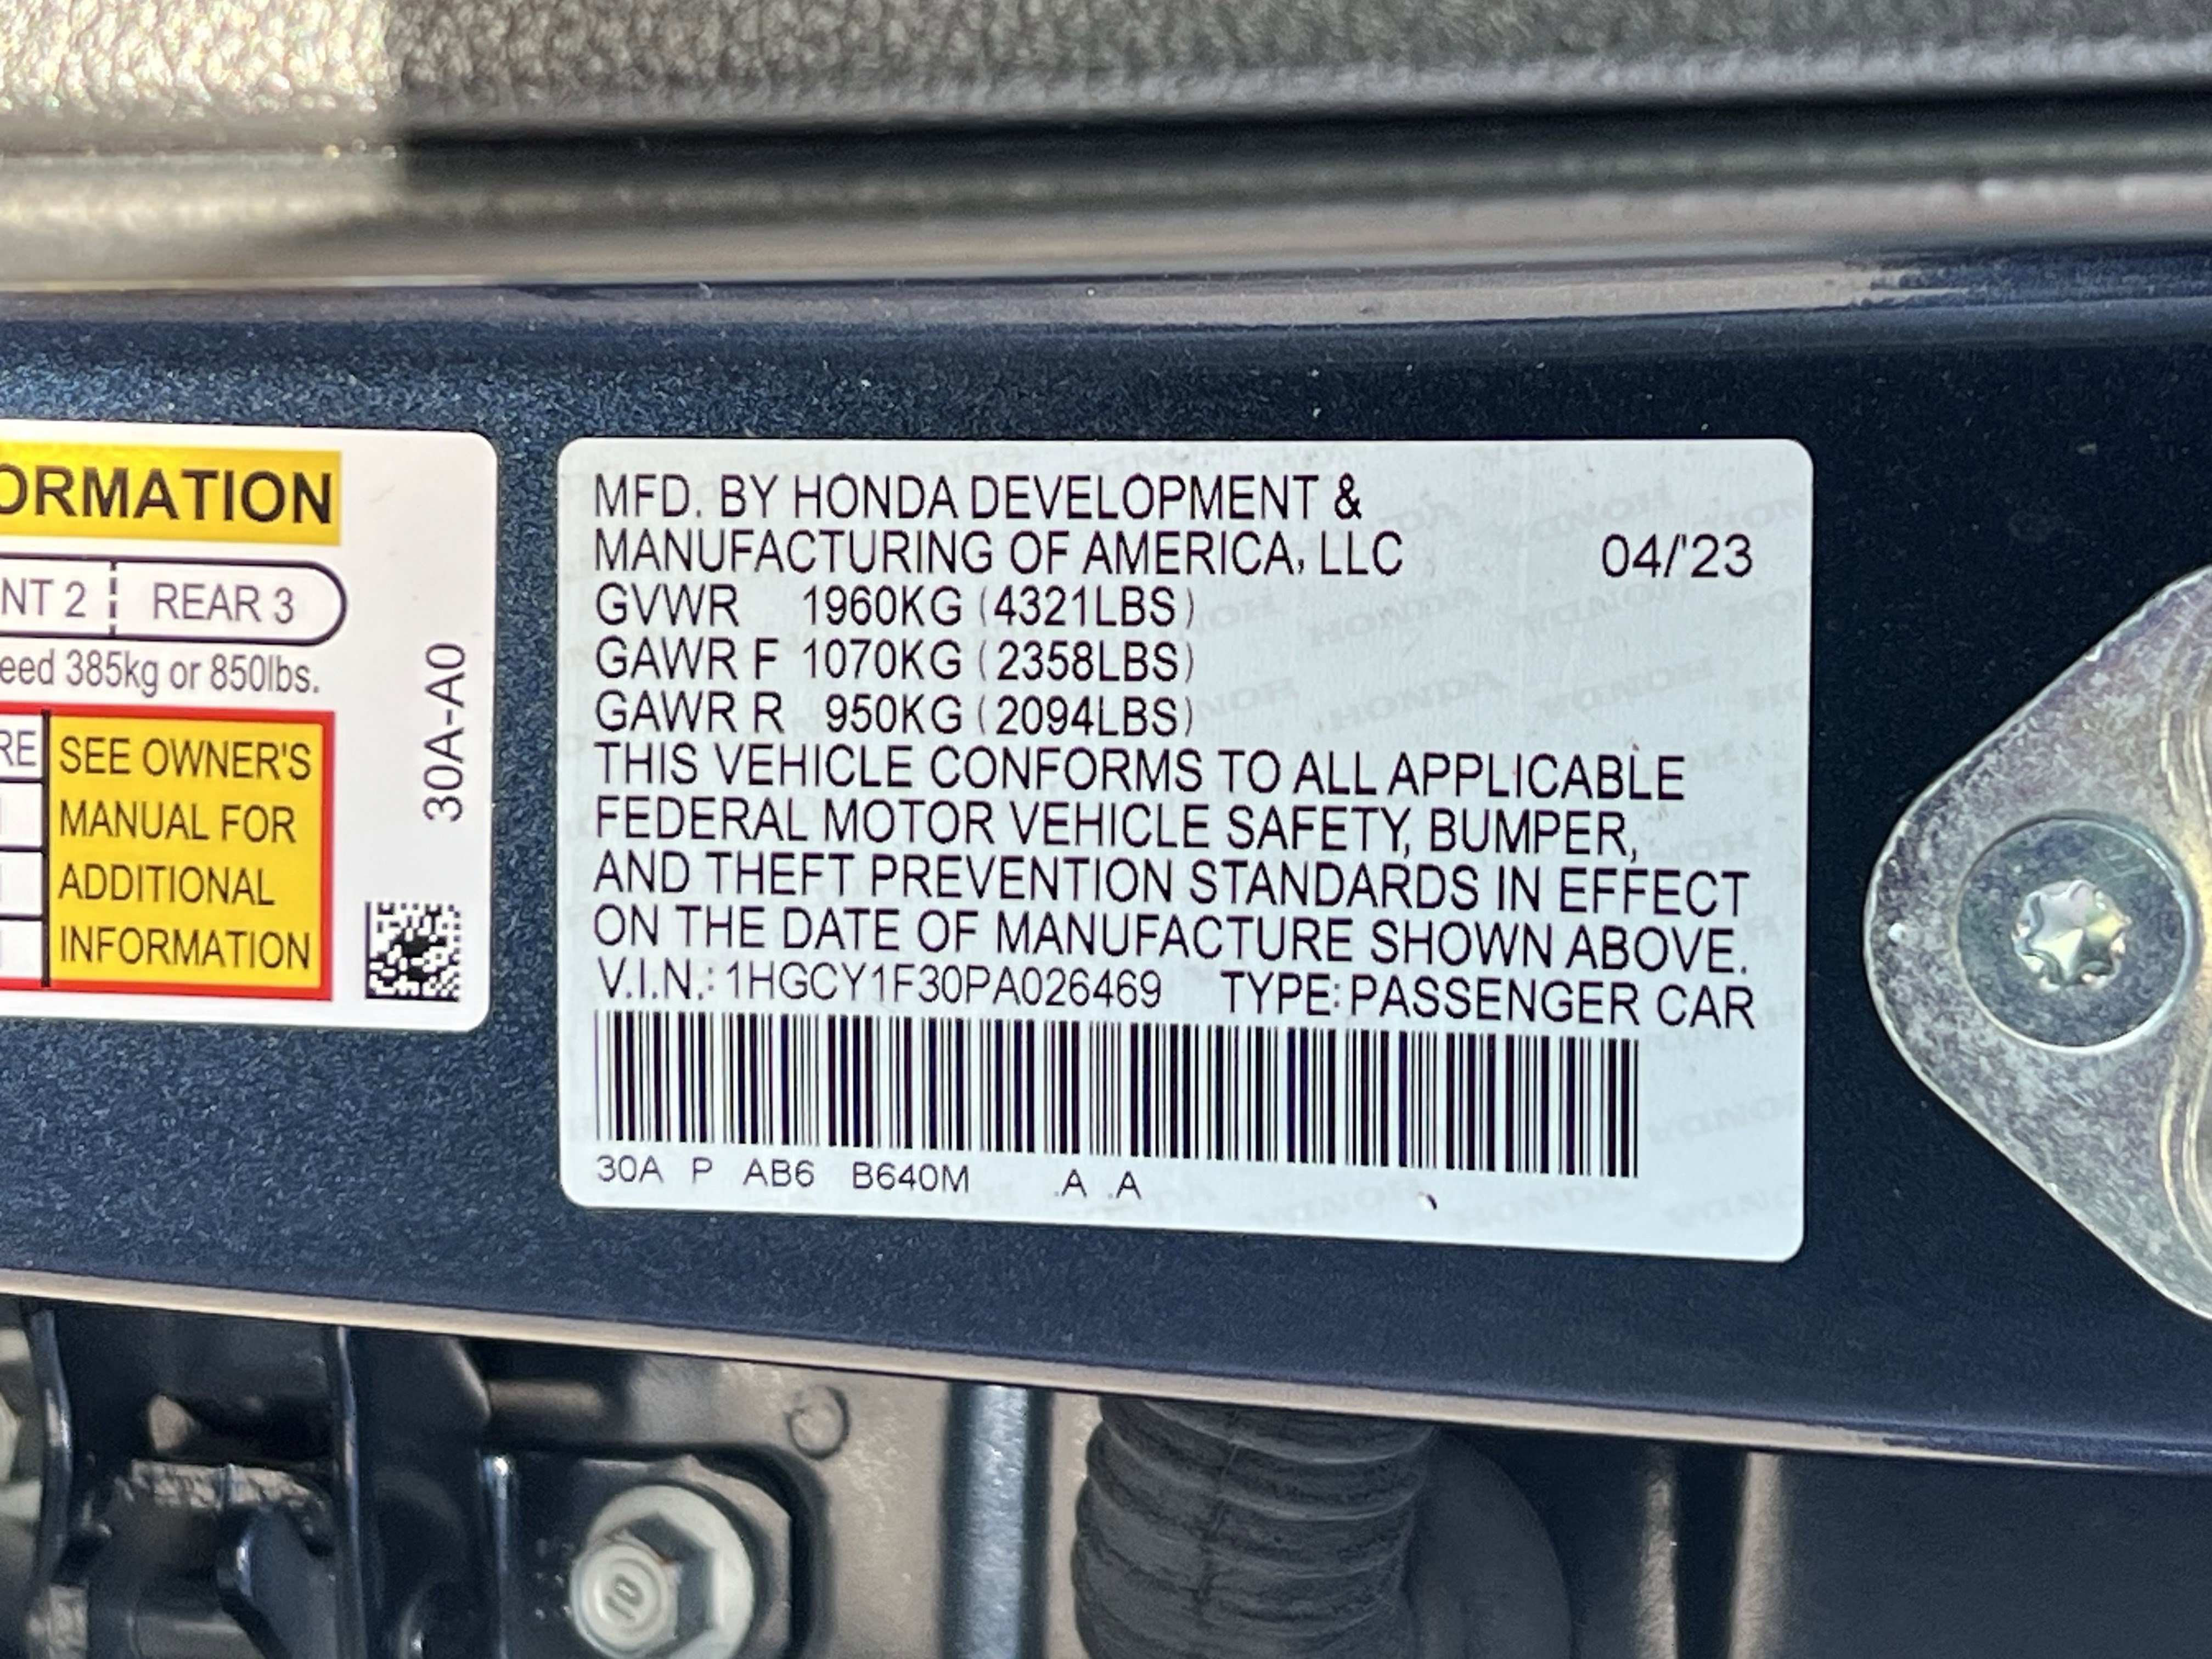 ORMATION
NT 2 REAR 3
eed 385kg or 850lbs.
RE
SEE OWNER'S
MANUAL FOR
ADDITIONAL
INFORMATION
30A-A0
MFD. BY HONDA DEVELOPMENT &
MANUFACTURING OF AMERICA, LLC 04/'23
GVWR 1960KG (4321LBS)
GAWR F 1070KG (2358LBS)
GAWR R 950KG (2094LBS)
THIS VEHICLE CONFORMS TO ALL APPLICABLE
FEDERAL MOTOR VEHICLE SAFETY, BUMPER,
AND THEFT PREVENTION STANDARDS IN EFFECT
ON THE DATE OF MANUFACTURE SHOWN ABOVE.
V.I.N.: 1HGCY1F30PA026469 TYPE: PASSENGER CAR
30A P AB6 B640M .A .A
10